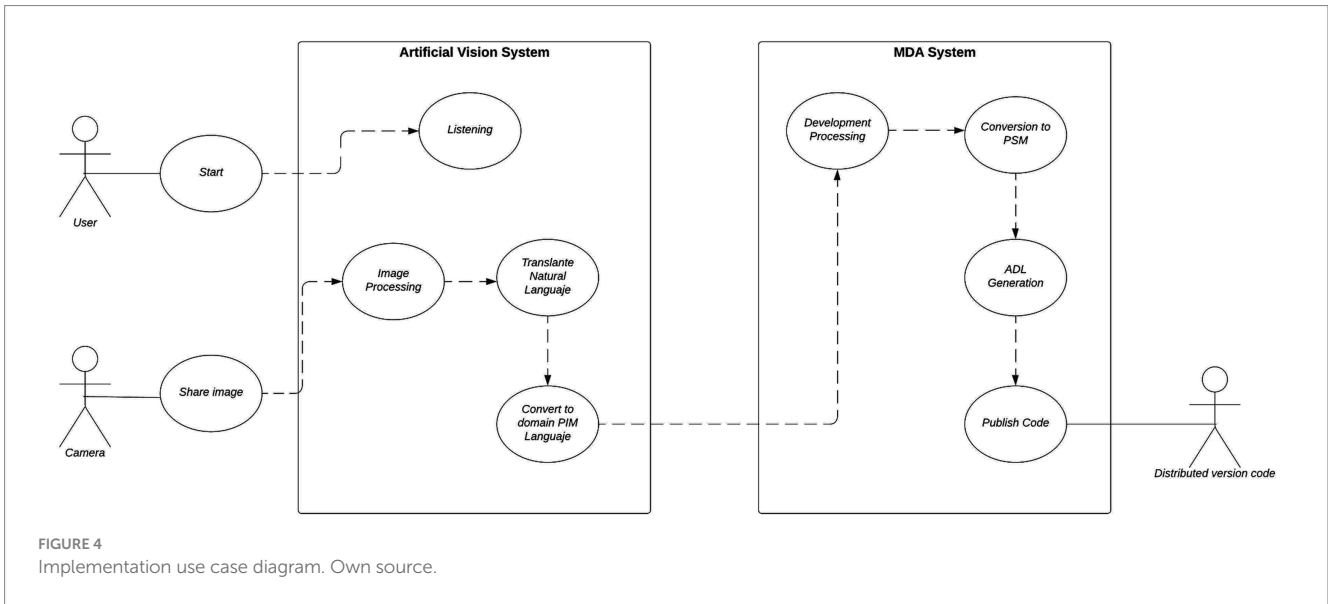 Artificial Vision System
MDA System
Listening
Development
Processing
Conversion to
PSM
Start
User
Image
Processing
Translante
Natural
Languaje
ADL
Generation
Share image
Camera
Convert to
domain PIM
Languaje
Publish Code
Distributed version code
FIGURE 4
Implementation use case diagram. Own source.